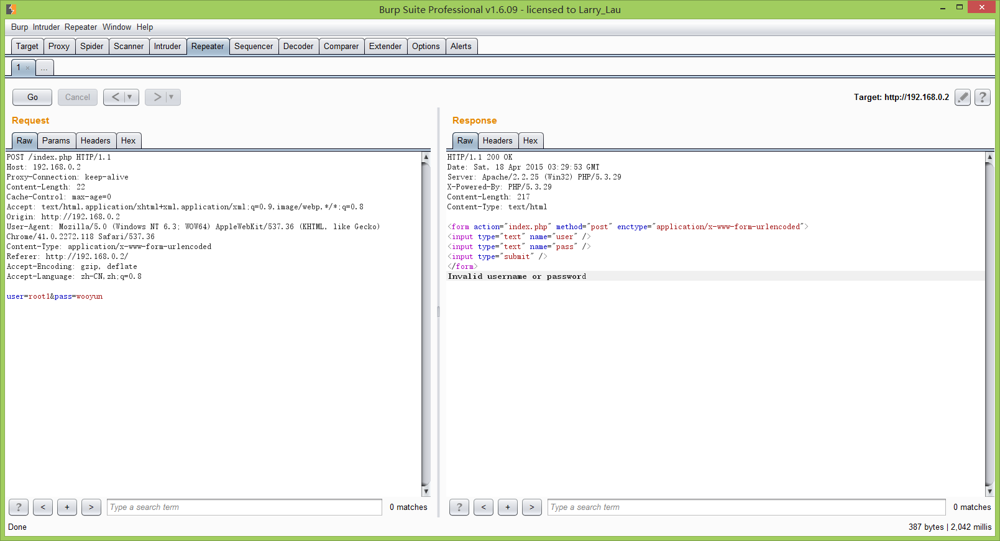 Burp Suite Professional v1.6.09 - licensed to Larry_Lau
Burp Intruder Repeater Window Help
Target Proxy Spider Scanner Intruder Repeater Sequencer Decoder Comparer Extender Options Alerts
1 × ...
Go Cancel < ▼ > ▼ Target: http://192.168.0.2 ?
Request
Raw Params Headers Hex
POST /index.php HTTP/1.1
Host: 192.168.0.2
Proxy-Connection: keep-alive
Content-Length: 22
Cache-Control: max-age=0
Accept: text/html,application/xhtml+xml,application/xml;q=0.9,image/webp,*/*;q=0.8
Origin: http://192.168.0.2
User-Agent: Mozilla/5.0 (Windows NT 6.3; WOW64) AppleWebKit/537.36 (KHTML, like Gecko)
Chrome/41.0.2272.118 Safari/537.36
Content-Type: application/x-www-form-urlencoded
Referer: http://192.168.0.2/
Accept-Encoding: gzip, deflate
Accept-Language: zh-CN,zh;q=0.8
user=root1&pass=wooyun
? < + > Type a search term 0 matches
Response
Raw Headers Hex
HTTP/1.1 200 OK
Date: Sat, 18 Apr 2015 03:29:53 GMT
Server: Apache/2.2.25 (Win32) PHP/5.3.29
X-Powered-By: PHP/5.3.29
Content-Length: 217
Content-Type: text/html
<form action="index.php" method="post" enctype="application/x-www-form-urlencoded">
<input type="text" name="user" />
<input type="text" name="pass" />
<input type="submit" />
</form>
Invalid username or password
? < + > Type a search term 0 matches
Done 387 bytes | 2,042 millis